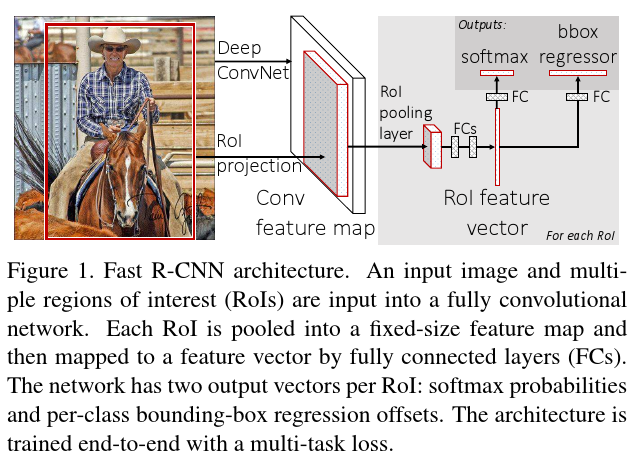 Outputs:
bbox
softmax regressor
Deep
ConvNet
RoI
pooling
layer
FC FC
FCs
RoI
projection
Conv
feature map
RoI feature
vector
For each RoI
Figure 1. Fast R-CNN architecture. An input image and multi-
ple regions of interest (RoIs) are input into a fully convolutional
network. Each RoI is pooled into a fixed-size feature map and
then mapped to a feature vector by fully connected layers (FCs).
The network has two output vectors per RoI: softmax probabilities
and per-class bounding-box regression offsets. The architecture is
trained end-to-end with a multi-task loss.